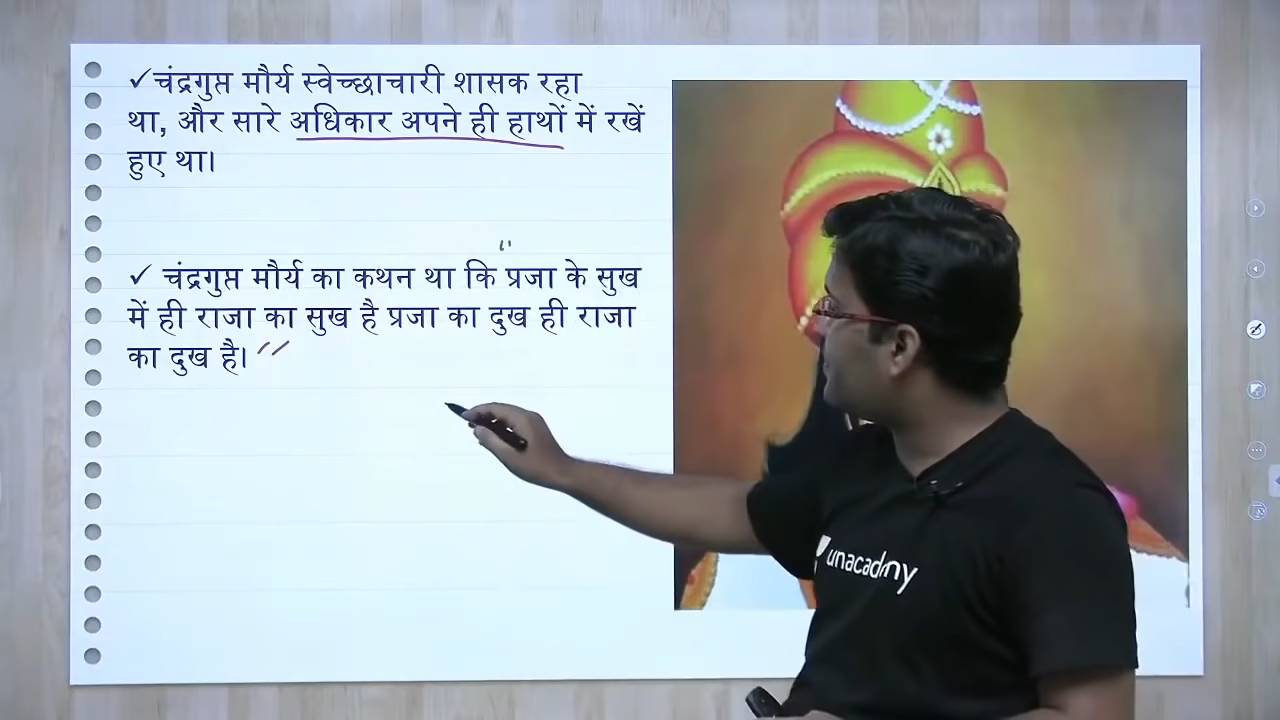 ✓चंद्रगुप्त मौर्य स्वेच्छाचारी शासक रहा
था, और सारे अधिकार अपने ही हाथों में रखें
हुए था।
✓ चंद्रगुप्त मौर्य का कथन था कि "प्रजा के सुख
में ही राजा का सुख है प्रजा का दुख ही राजा
का दुख है।"
unacademy